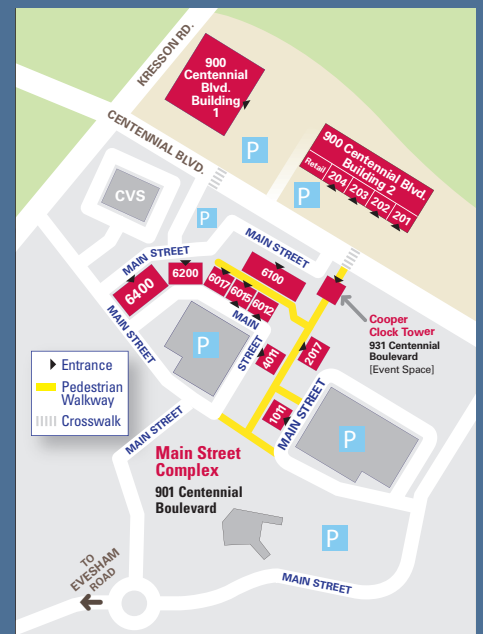 KRESSON RD.
900
Centennial
Blvd.
Building
1
P
CENTENNIAL BLVD.
900 Centennial Blvd.
Building 2
Retail
204
203
202
201
P
CVS
P
MAIN STREET
MAIN STREET
6400
6200
6017
6015
6012
6100
MAIN
STREET
4011
2017
1011
Cooper
Clock Tower
931 Centennial
Boulevard
[Event Space]
P
MAIN STREET
Entrance
Pedestrian
Walkway
Crosswalk
MAIN STREET
MAIN STREET
P
Main Street
Complex
901 Centennial
Boulevard
P
MAIN STREET
TO
EVESHAM
ROAD